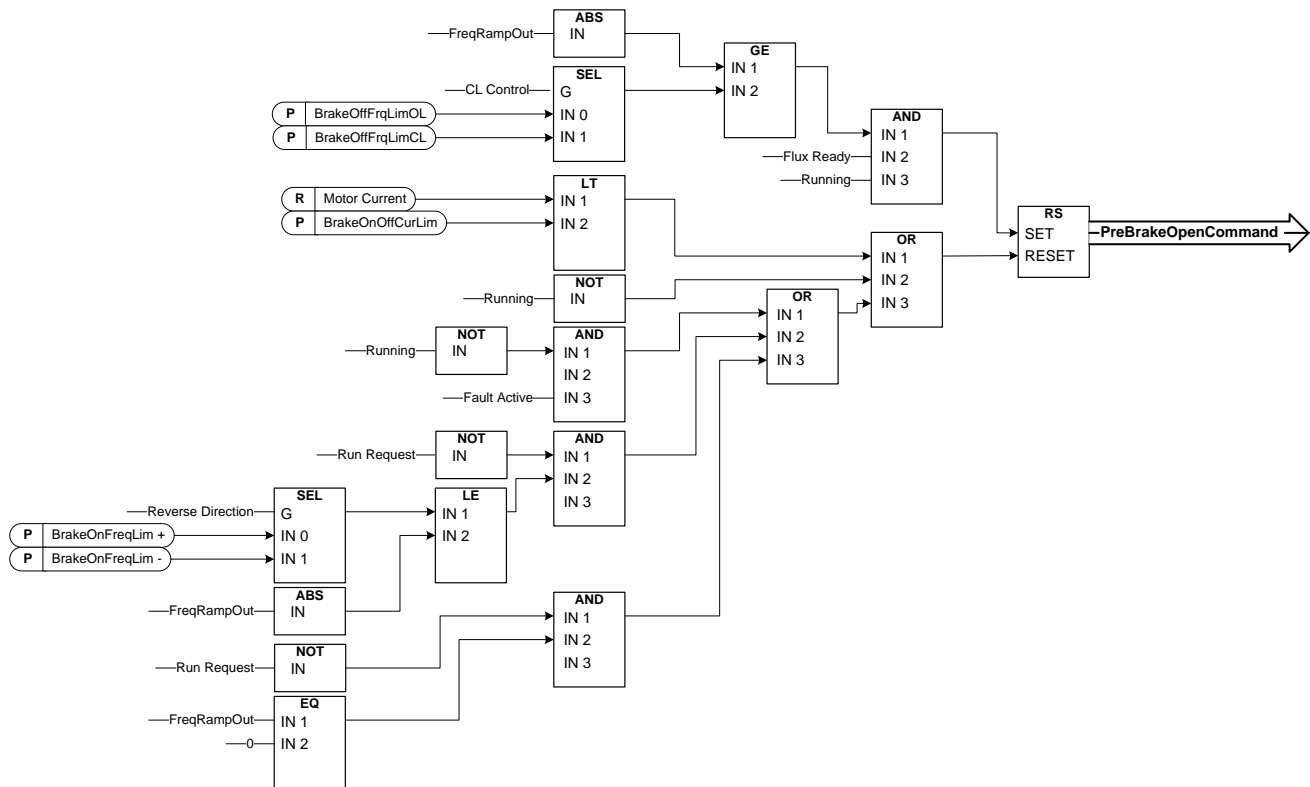 ABS
FreqRampOut
IN
GE
IN 1
IN 2
SEL
CL Control
G
P BrakeOffFrqLimOL
IN 0
P BrakeOffFrqLimCL
IN 1
AND
IN 1
Flux Ready
IN 2
Running
IN 3
LT
R Motor Current
IN 1
P BrakeOnOffCurLim
IN 2
RS
SET
RESET
PreBrakeOpenCommand
OR
IN 1
IN 2
IN 3
NOT
Running
IN
OR
IN 1
IN 2
IN 3
NOT
Running
IN
AND
IN 1
IN 2
Fault Active
IN 3
NOT
Run Request
IN
AND
IN 1
IN 2
IN 3
SEL
Reverse Direction
G
P BrakeOnFreqLim +
IN 0
P BrakeOnFreqLim -
IN 1
LE
IN 1
IN 2
ABS
FreqRampOut
IN
AND
IN 1
IN 2
IN 3
NOT
Run Request
IN
EQ
FreqRampOut
IN 1
0
IN 2